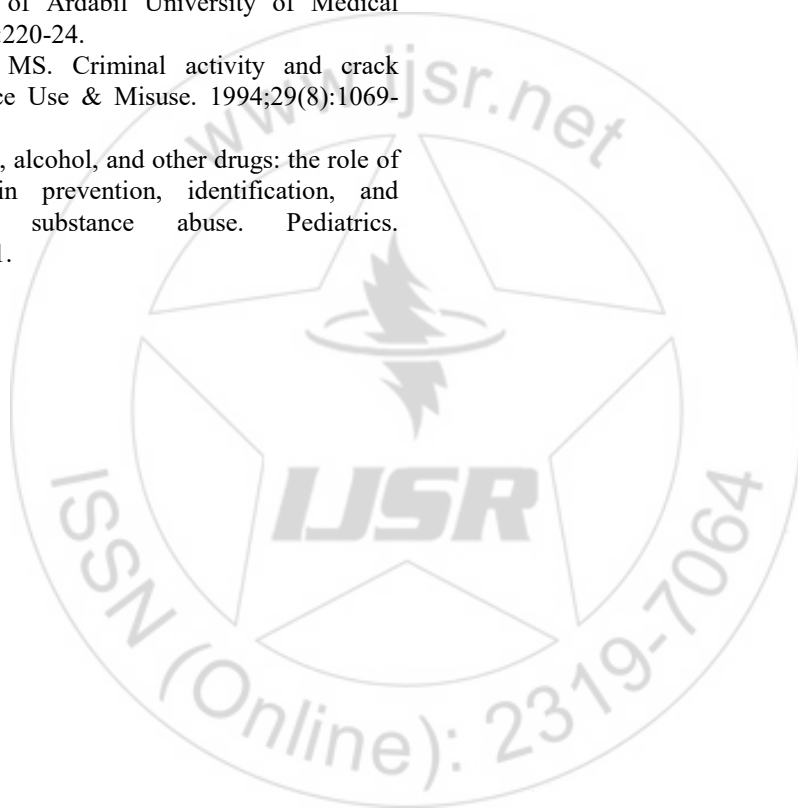 of Ardabil University of Medical
:220-24.
MS. Criminal activity and crack
ce Use & Misuse. 1994;29(8):1069-
, alcohol, and other drugs: the role of
in prevention, identification, and
substance abuse. Pediatrics.
1.
www.ijsr.net
IJSR
ISSN (Online): 2319-7064